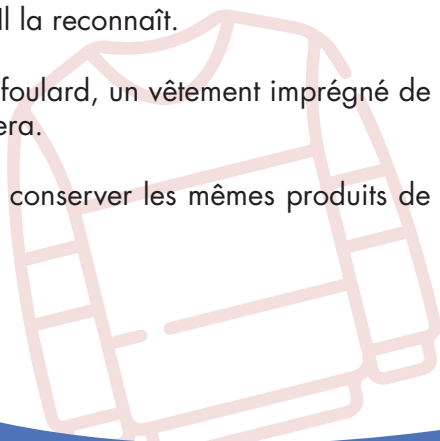 Il la reconnaît.
foulard, un vêtement imprégné de
era.
conserver les mêmes produits de